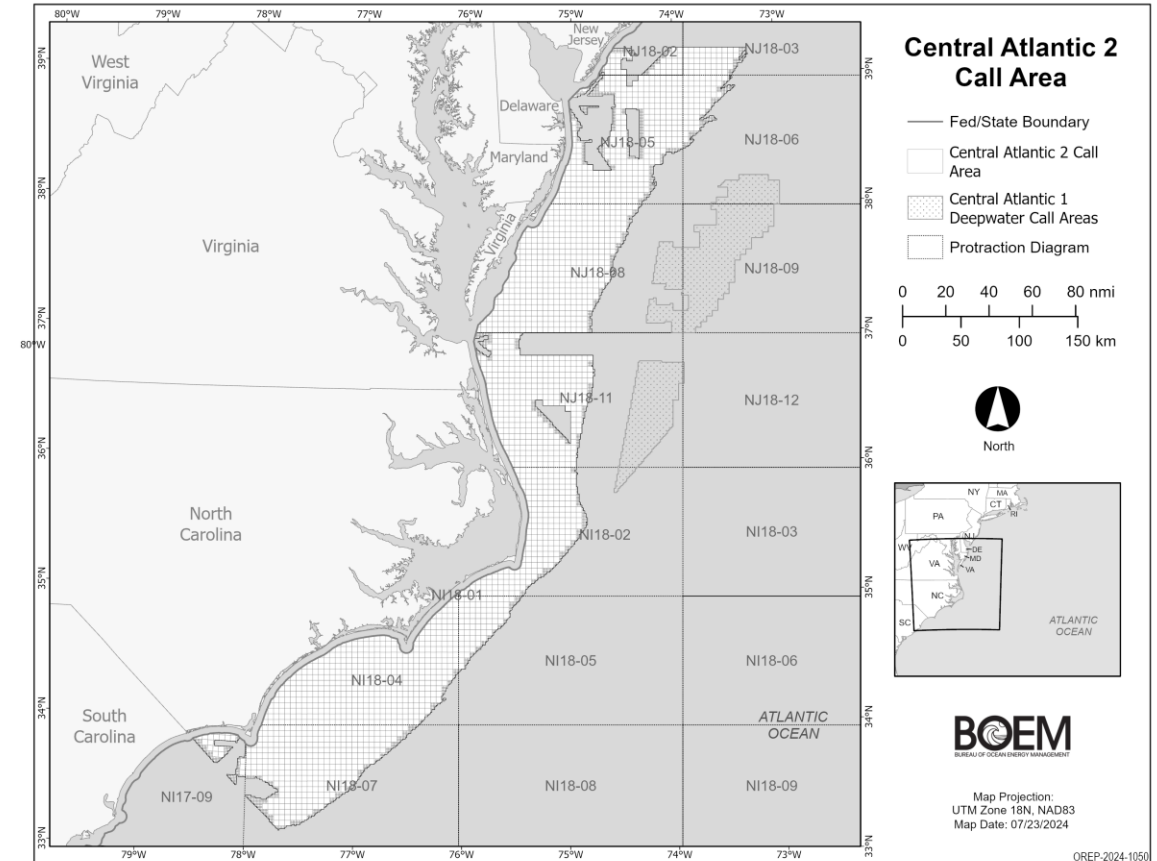 80°W
79°W
78°W
77°W
76°W
75°W
74°W
73°W
39°N
38°N
37°N
80°W
36°N
35°N
34°N
33°N
39°N
38°N
37°N
36°N
35°N
34°N
33°N
79°W
78°W
77°W
76°W
75°W
74°W
73°W
West
Virginia
New
Jersey
Delaware
Maryland
Virginia
Virginia
North
Carolina
South
Carolina
NJ18-02
NJ18-03
NJ18-05
NJ18-06
NJ18-08
NJ18-09
NJ18-11
NJ18-12
NI18-02
NI18-03
NI18-01
NI18-05
NI18-06
NI18-04
ATLANTIC
OCEAN
NI17-09
NI18-07
NI18-08
NI18-09
Central Atlantic 2
Call Area
Fed/State Boundary
Central Atlantic 2 Call
Area
Central Atlantic 1
Deepwater Call Areas
Protraction Diagram
0 20 40 60 80 nmi
0 50 100 150 km
North
NY
MA
CT
RI
PA
NJ
WV
DE
MD
VA
VA
NC
SC
ATLANTIC
OCEAN
BOEM
BUREAU OF OCEAN ENERGY MANAGEMENT
Map Projection:
UTM Zone 18N, NAD83
Map Date: 07/23/2024
OREP-2024-1050